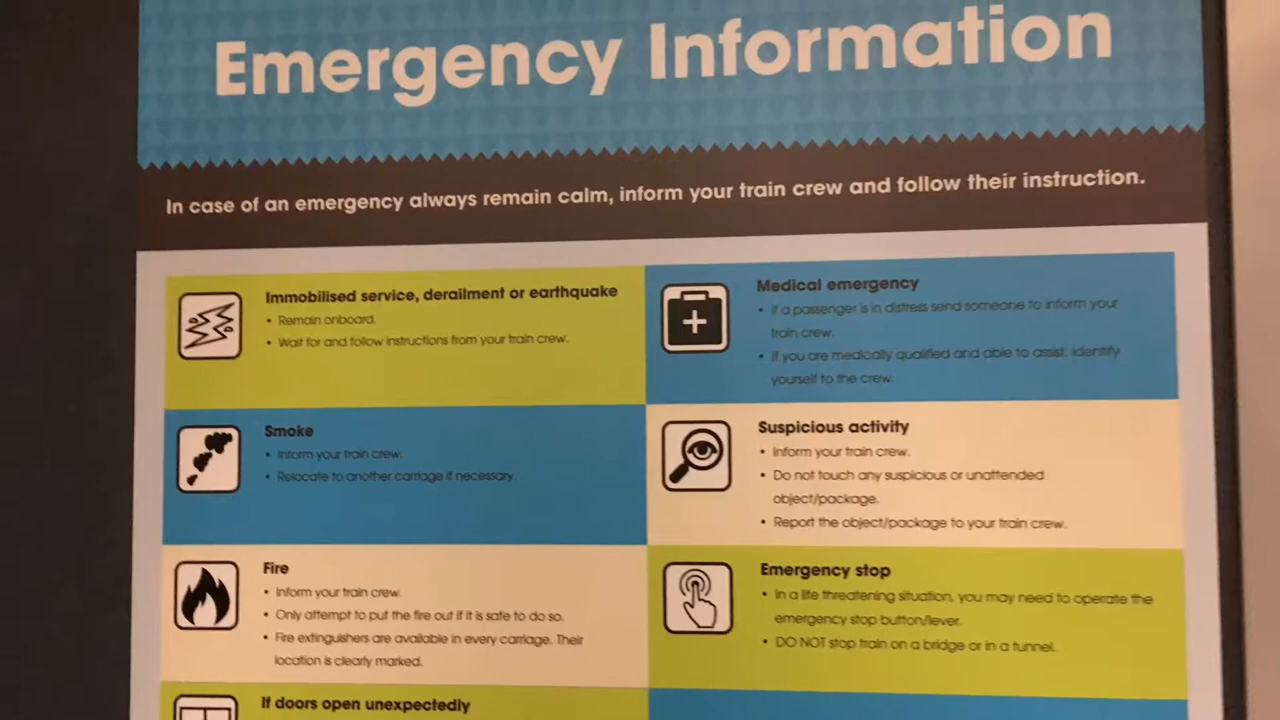 Emergency Information
In case of an emergency always remain calm, inform your train crew and follow their instruction.
Immobilised service, derailment or earthquake
• Remain onboard.
• Wait for and follow instructions from your train crew.
Medical emergency
• If a passenger is in distress send someone to inform your
train crew.
• If you are medically qualified and able to assist, identify
yourself to the crew.
Smoke
• Inform your train crew.
• Relocate to another carriage if necessary.
Suspicious activity
• Inform your train crew.
• Do not touch any suspicious or unattended
object/package.
• Report the object/package to your train crew.
Fire
• Inform your train crew.
• Only attempt to put the fire out if it is safe to do so.
• Fire extinguishers are available in every carriage. Their
location is clearly marked.
Emergency stop
• In a life threatening situation, you may need to operate the
emergency stop button/lever.
• DO NOT stop train on a bridge or in a tunnel.
If doors open unexpectedly